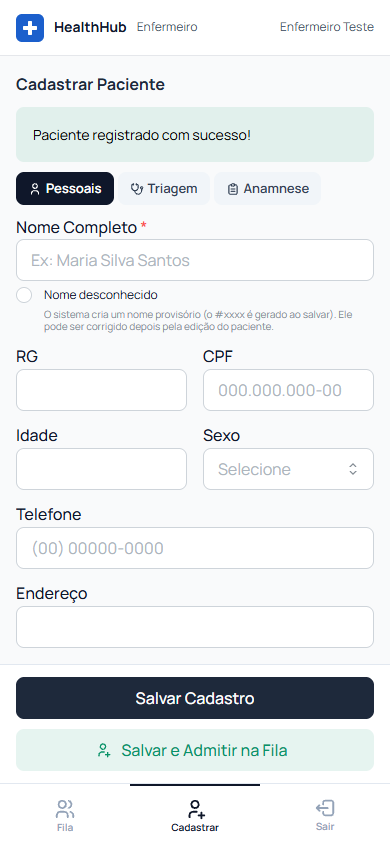 HealthHub Enfermeiro Enfermeiro Teste
Cadastrar Paciente
Paciente registrado com sucesso!
Pessoais Triagem Anamnese
Nome Completo *
Ex: Maria Silva Santos
Nome desconhecido
O sistema cria um nome provisório (o #xxxx é gerado ao salvar). Ele
pode ser corrigido depois pela edição do paciente.
RG CPF
000.000.000-00
Idade Sexo
Selecione
Telefone
(00) 00000-0000
Endereço
Salvar Cadastro
Salvar e Admitir na Fila
Fila Cadastrar Sair